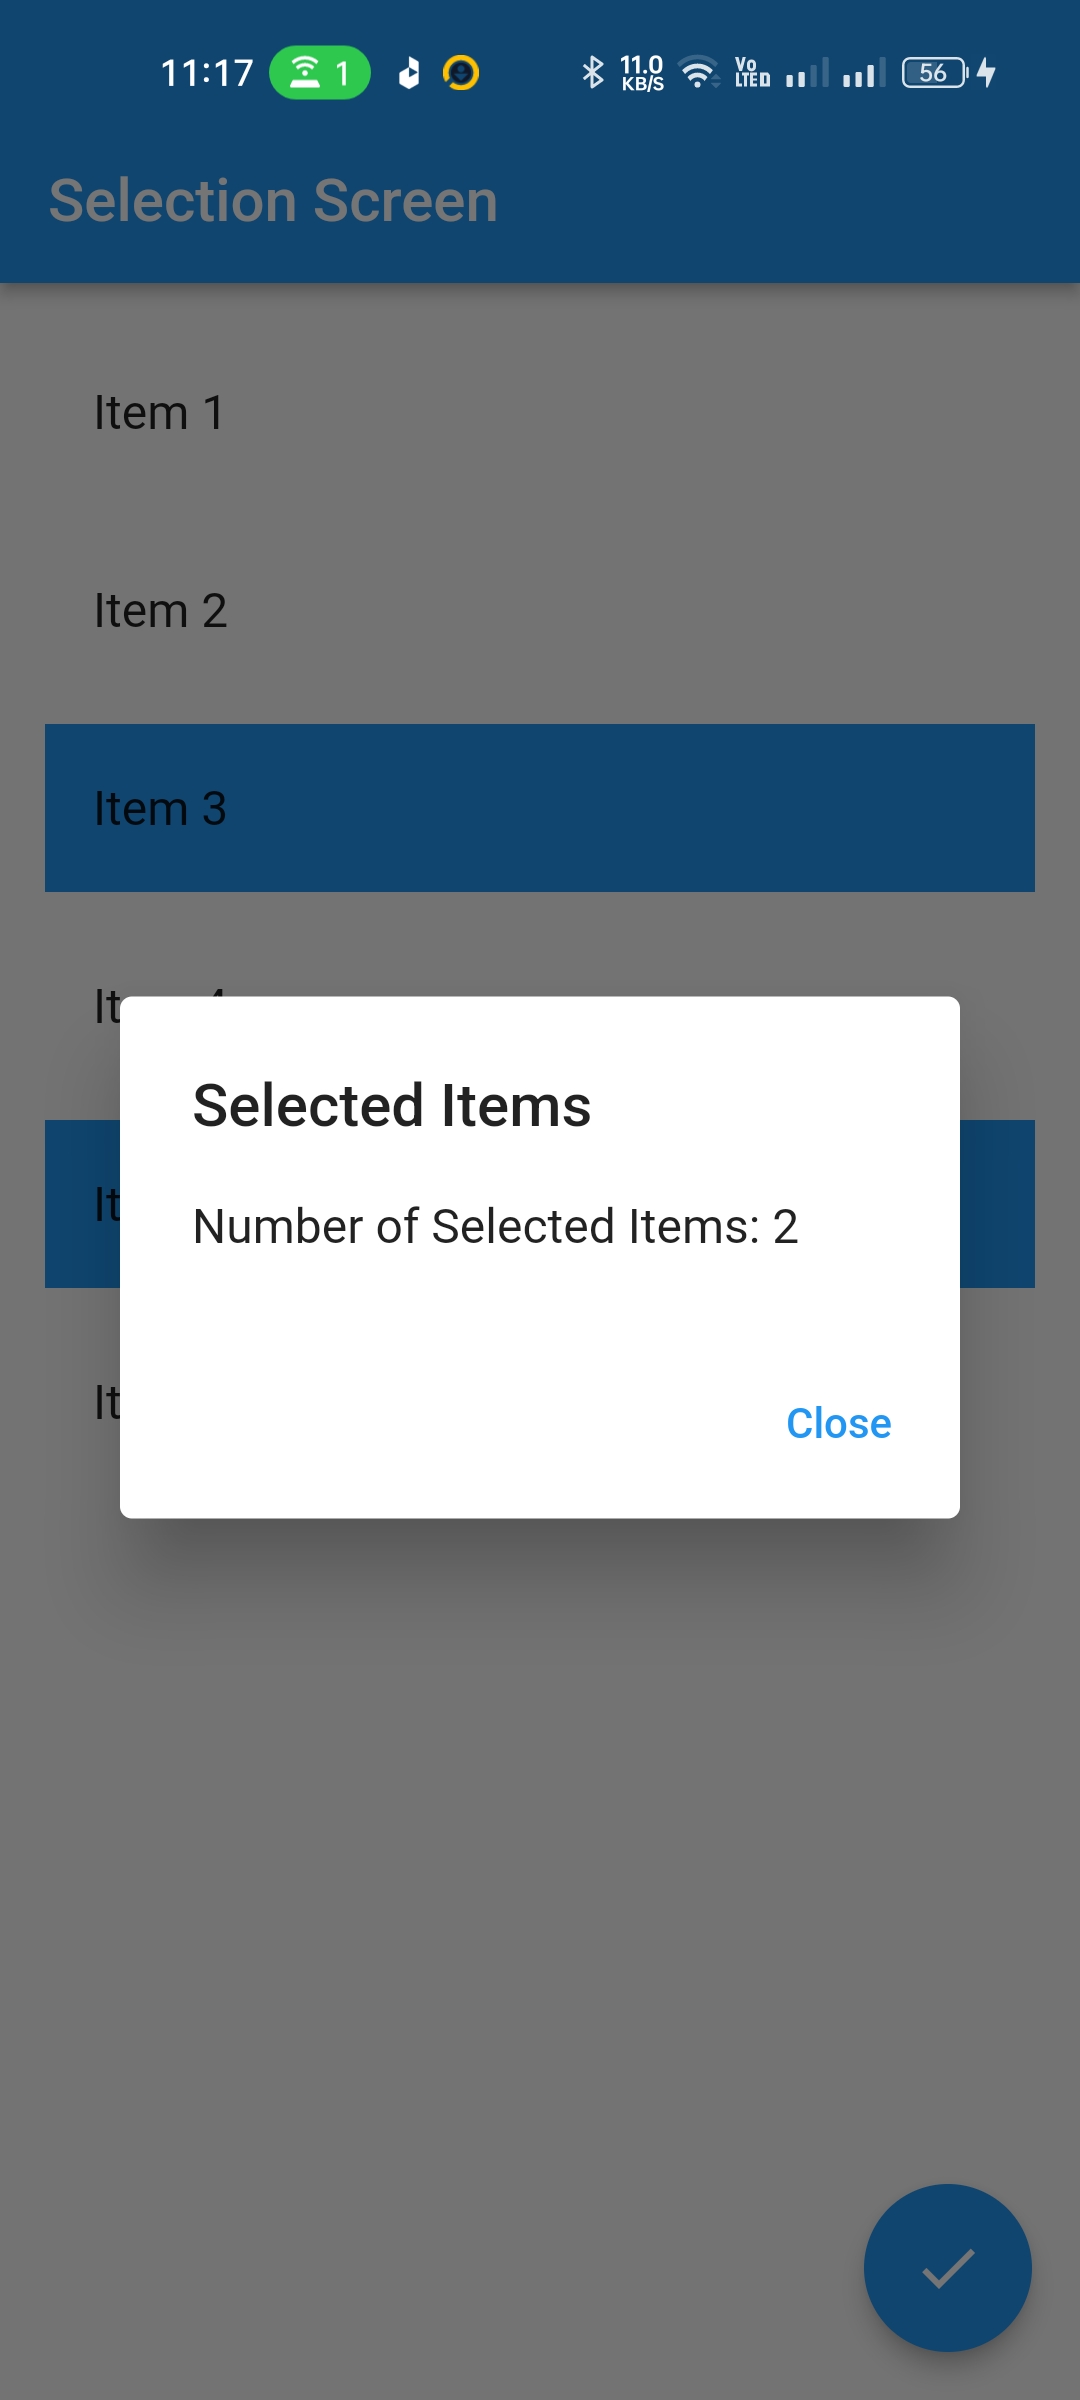 11:17 1 11.0 KB/S Vo LTE D 56
Selection Screen
Item 1
Item 2
Item 3
It
Selected Items
Number of Selected Items: 2
It
It
Close